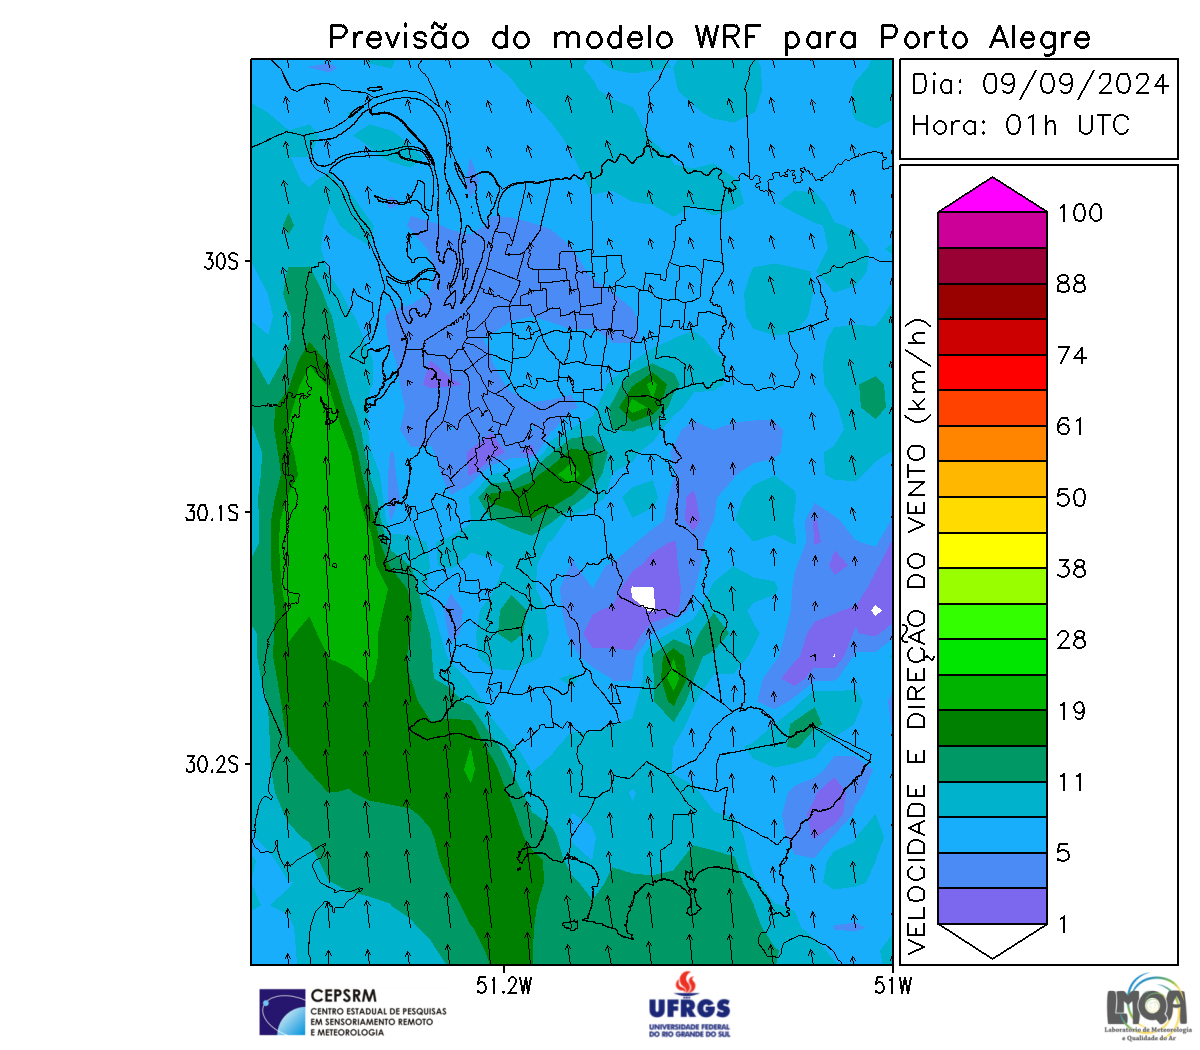 Previsão do modelo WRF para Porto Alegre
Dia: 09/09/2024
Hora: 01h UTC
30S
30.1S
30.2S
51.2W
51W
VELOCIDADE E DIREÇÃO DO VENTO (km/h)
100
88
74
61
50
38
28
19
11
5
1
CEPSRM
CENTRO ESTADUAL DE PESQUISAS
EM SENSORIAMENTO REMOTO
E METEOROLOGIA
UFRGS
UNIVERSIDADE FEDERAL
DO RIO GRANDE DO SUL
LMQA
Laboratório de Meteorologia
e Qualidade do Ar